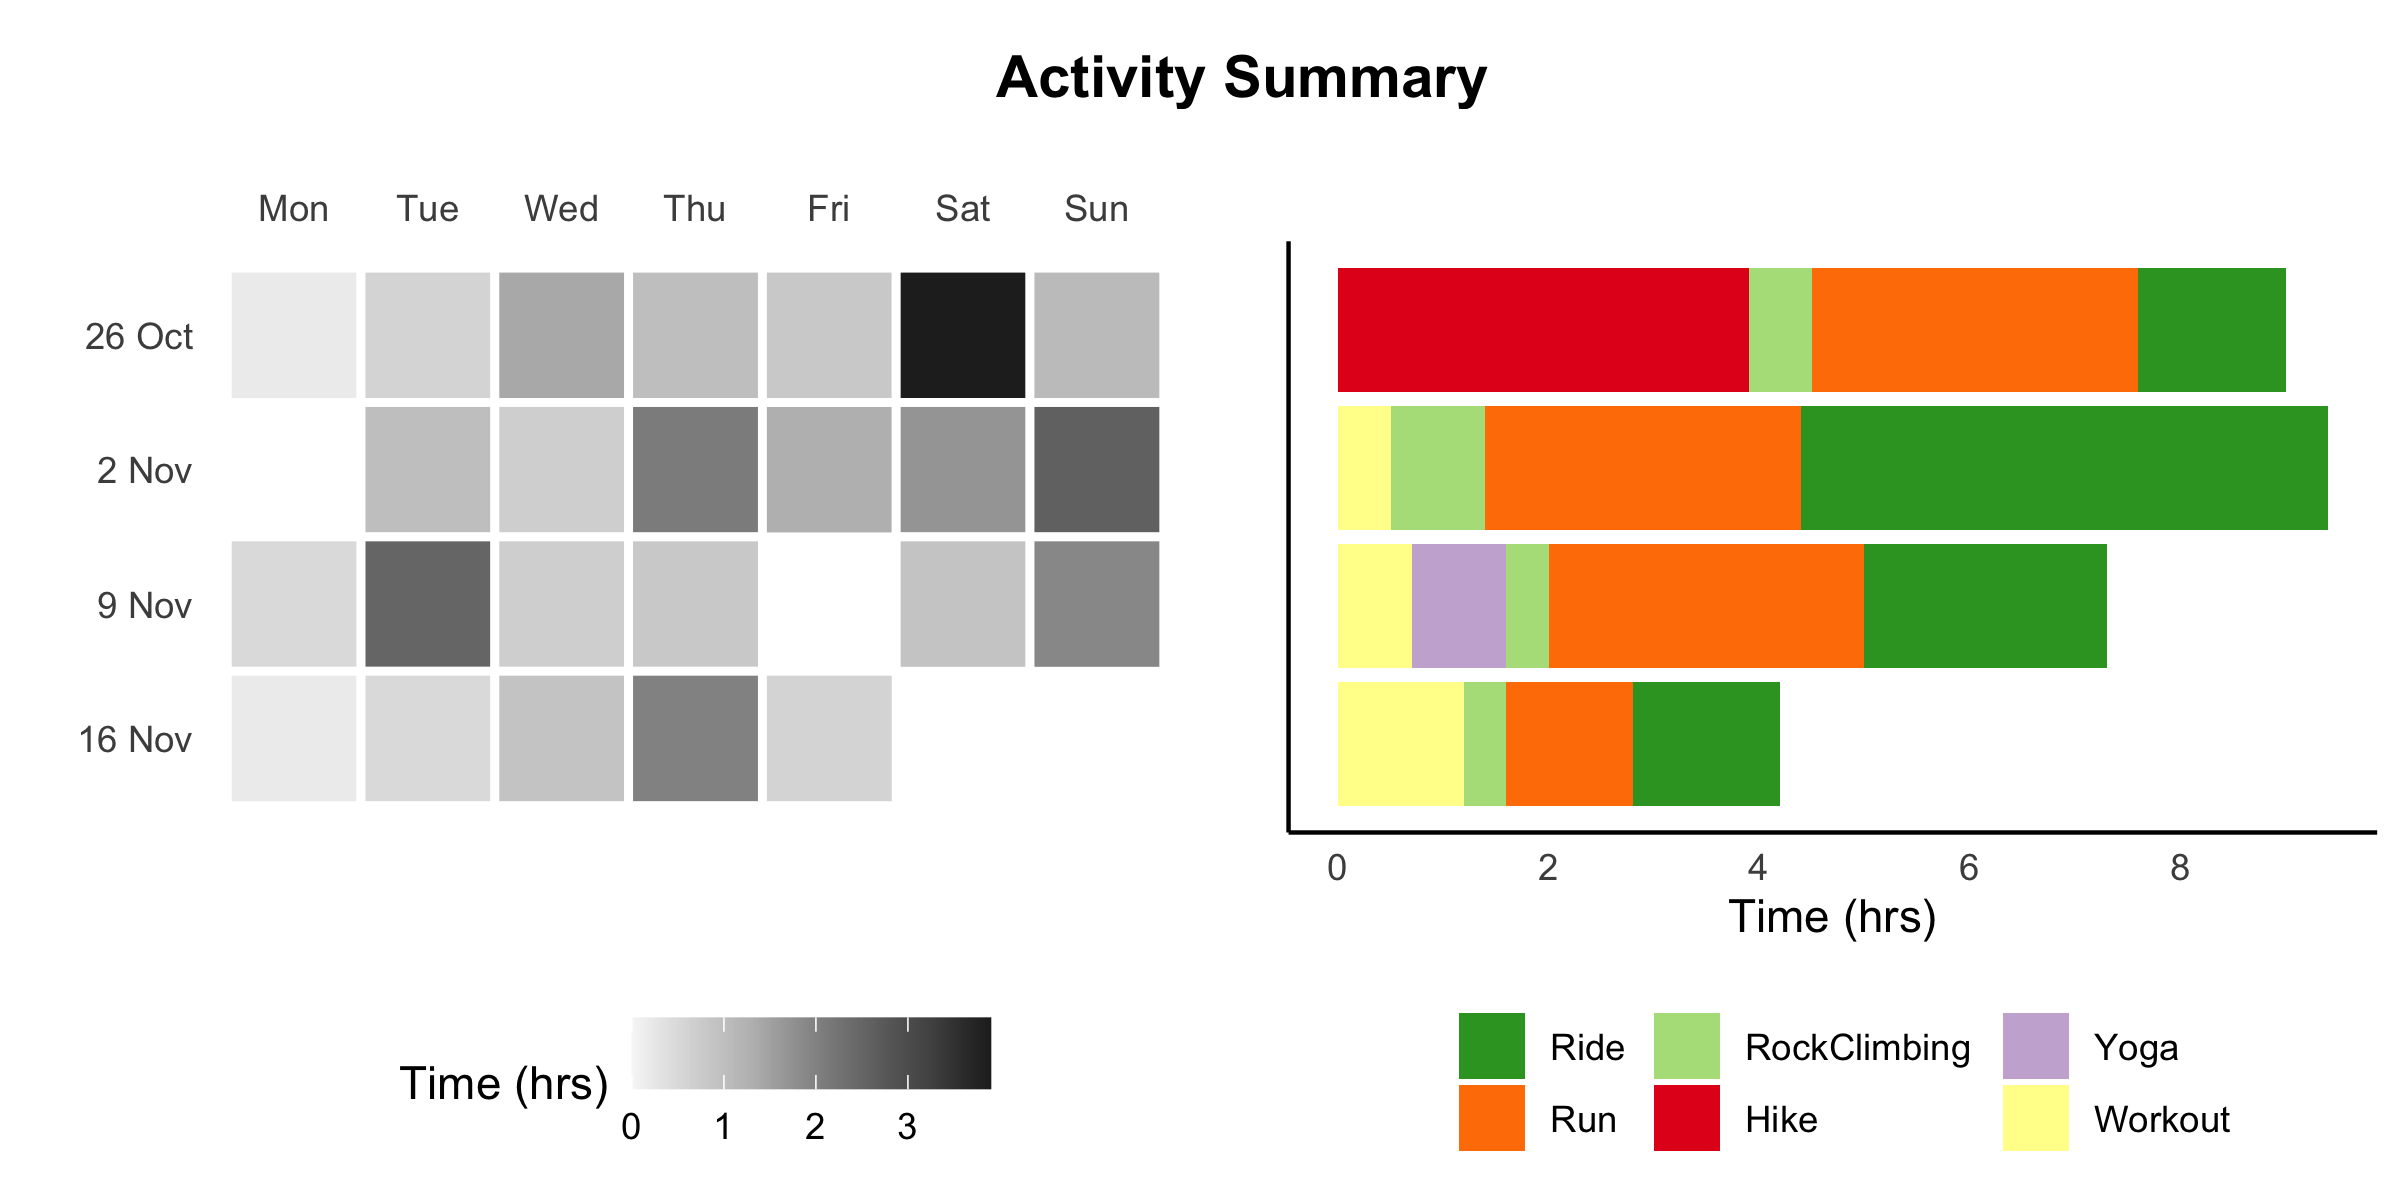 Activity Summary
Mon Tue Wed Thu Fri Sat Sun
26 Oct
2 Nov
9 Nov
16 Nov
0 2 4 6 8
Time (hrs)
Time (hrs)
0 1 2 3
Ride RockClimbing Yoga
Run Hike Workout